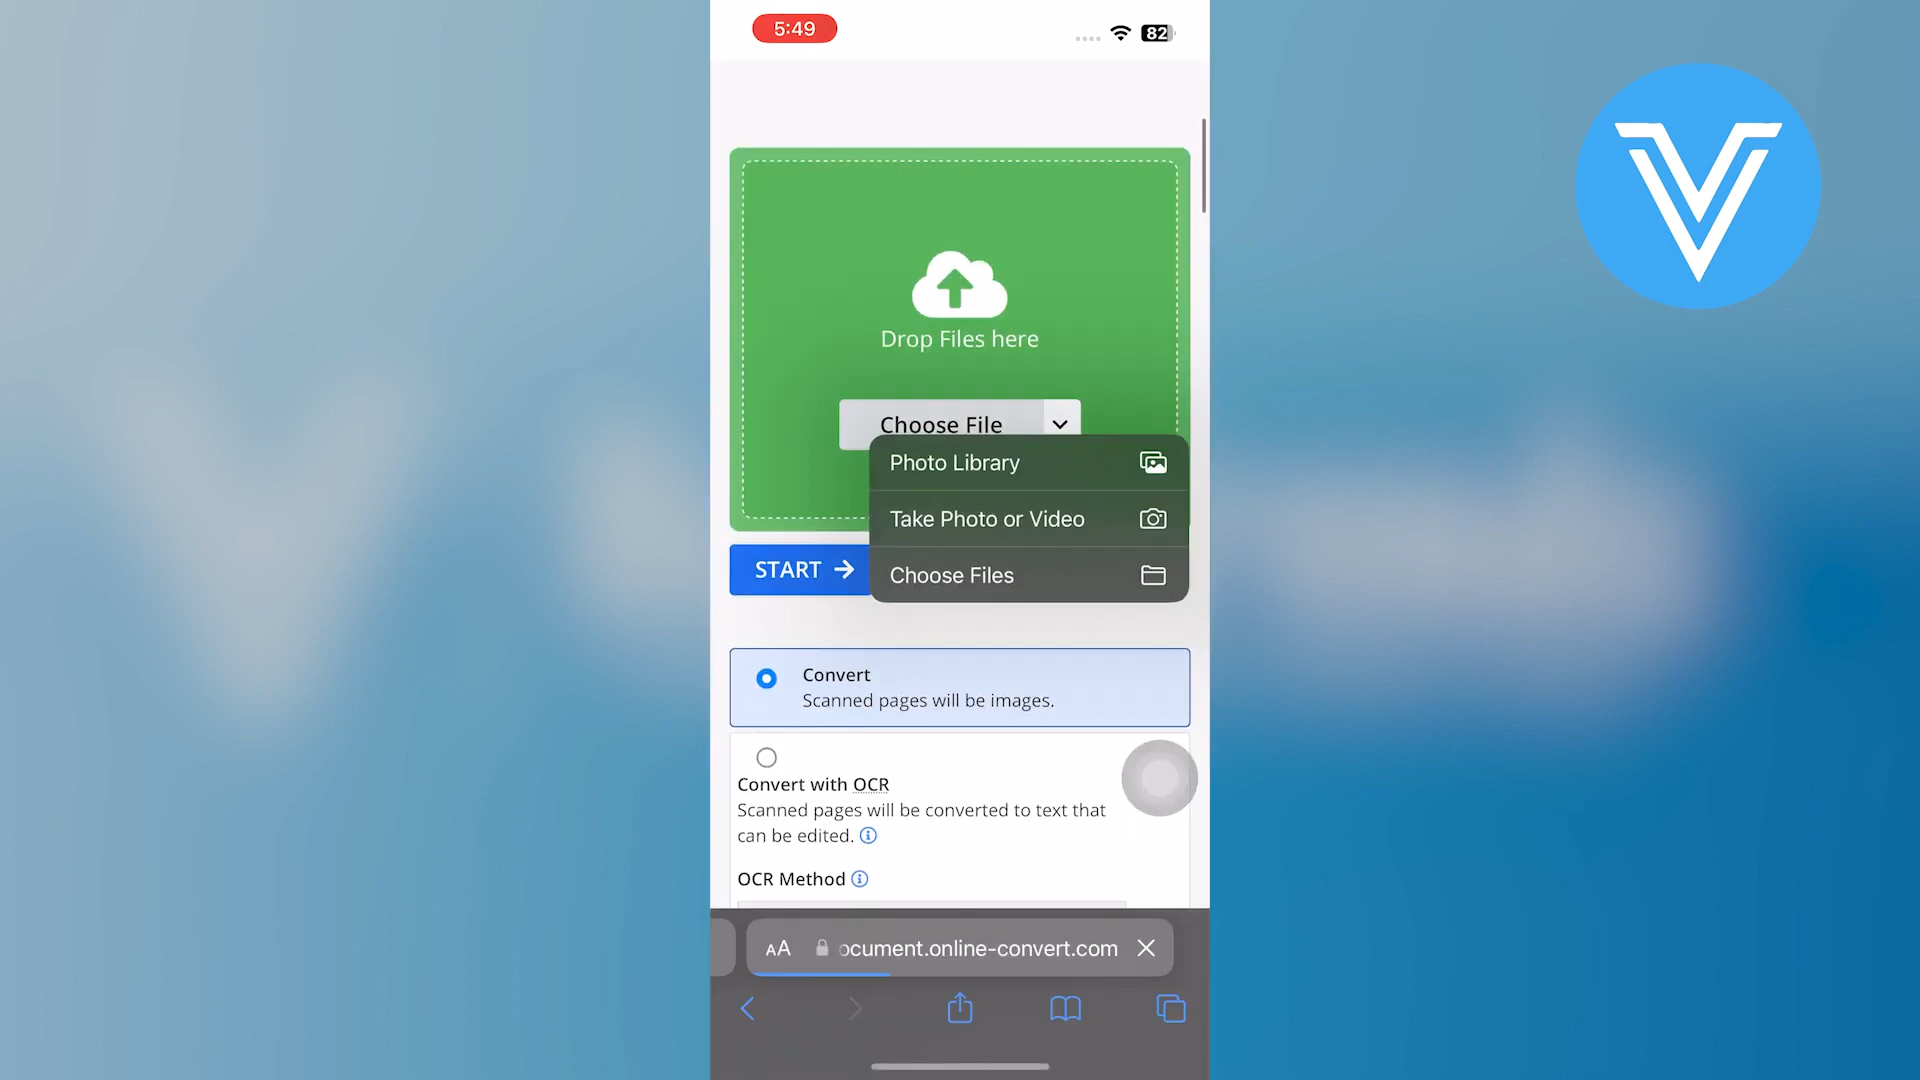 5:49
82
Drop Files here
Choose File
Photo Library
Take Photo or Video
Choose Files
START
Convert
Scanned pages will be images.
Convert with OCR
Scanned pages will be converted to text that
can be edited.
OCR Method
AA ocument.online-convert.com